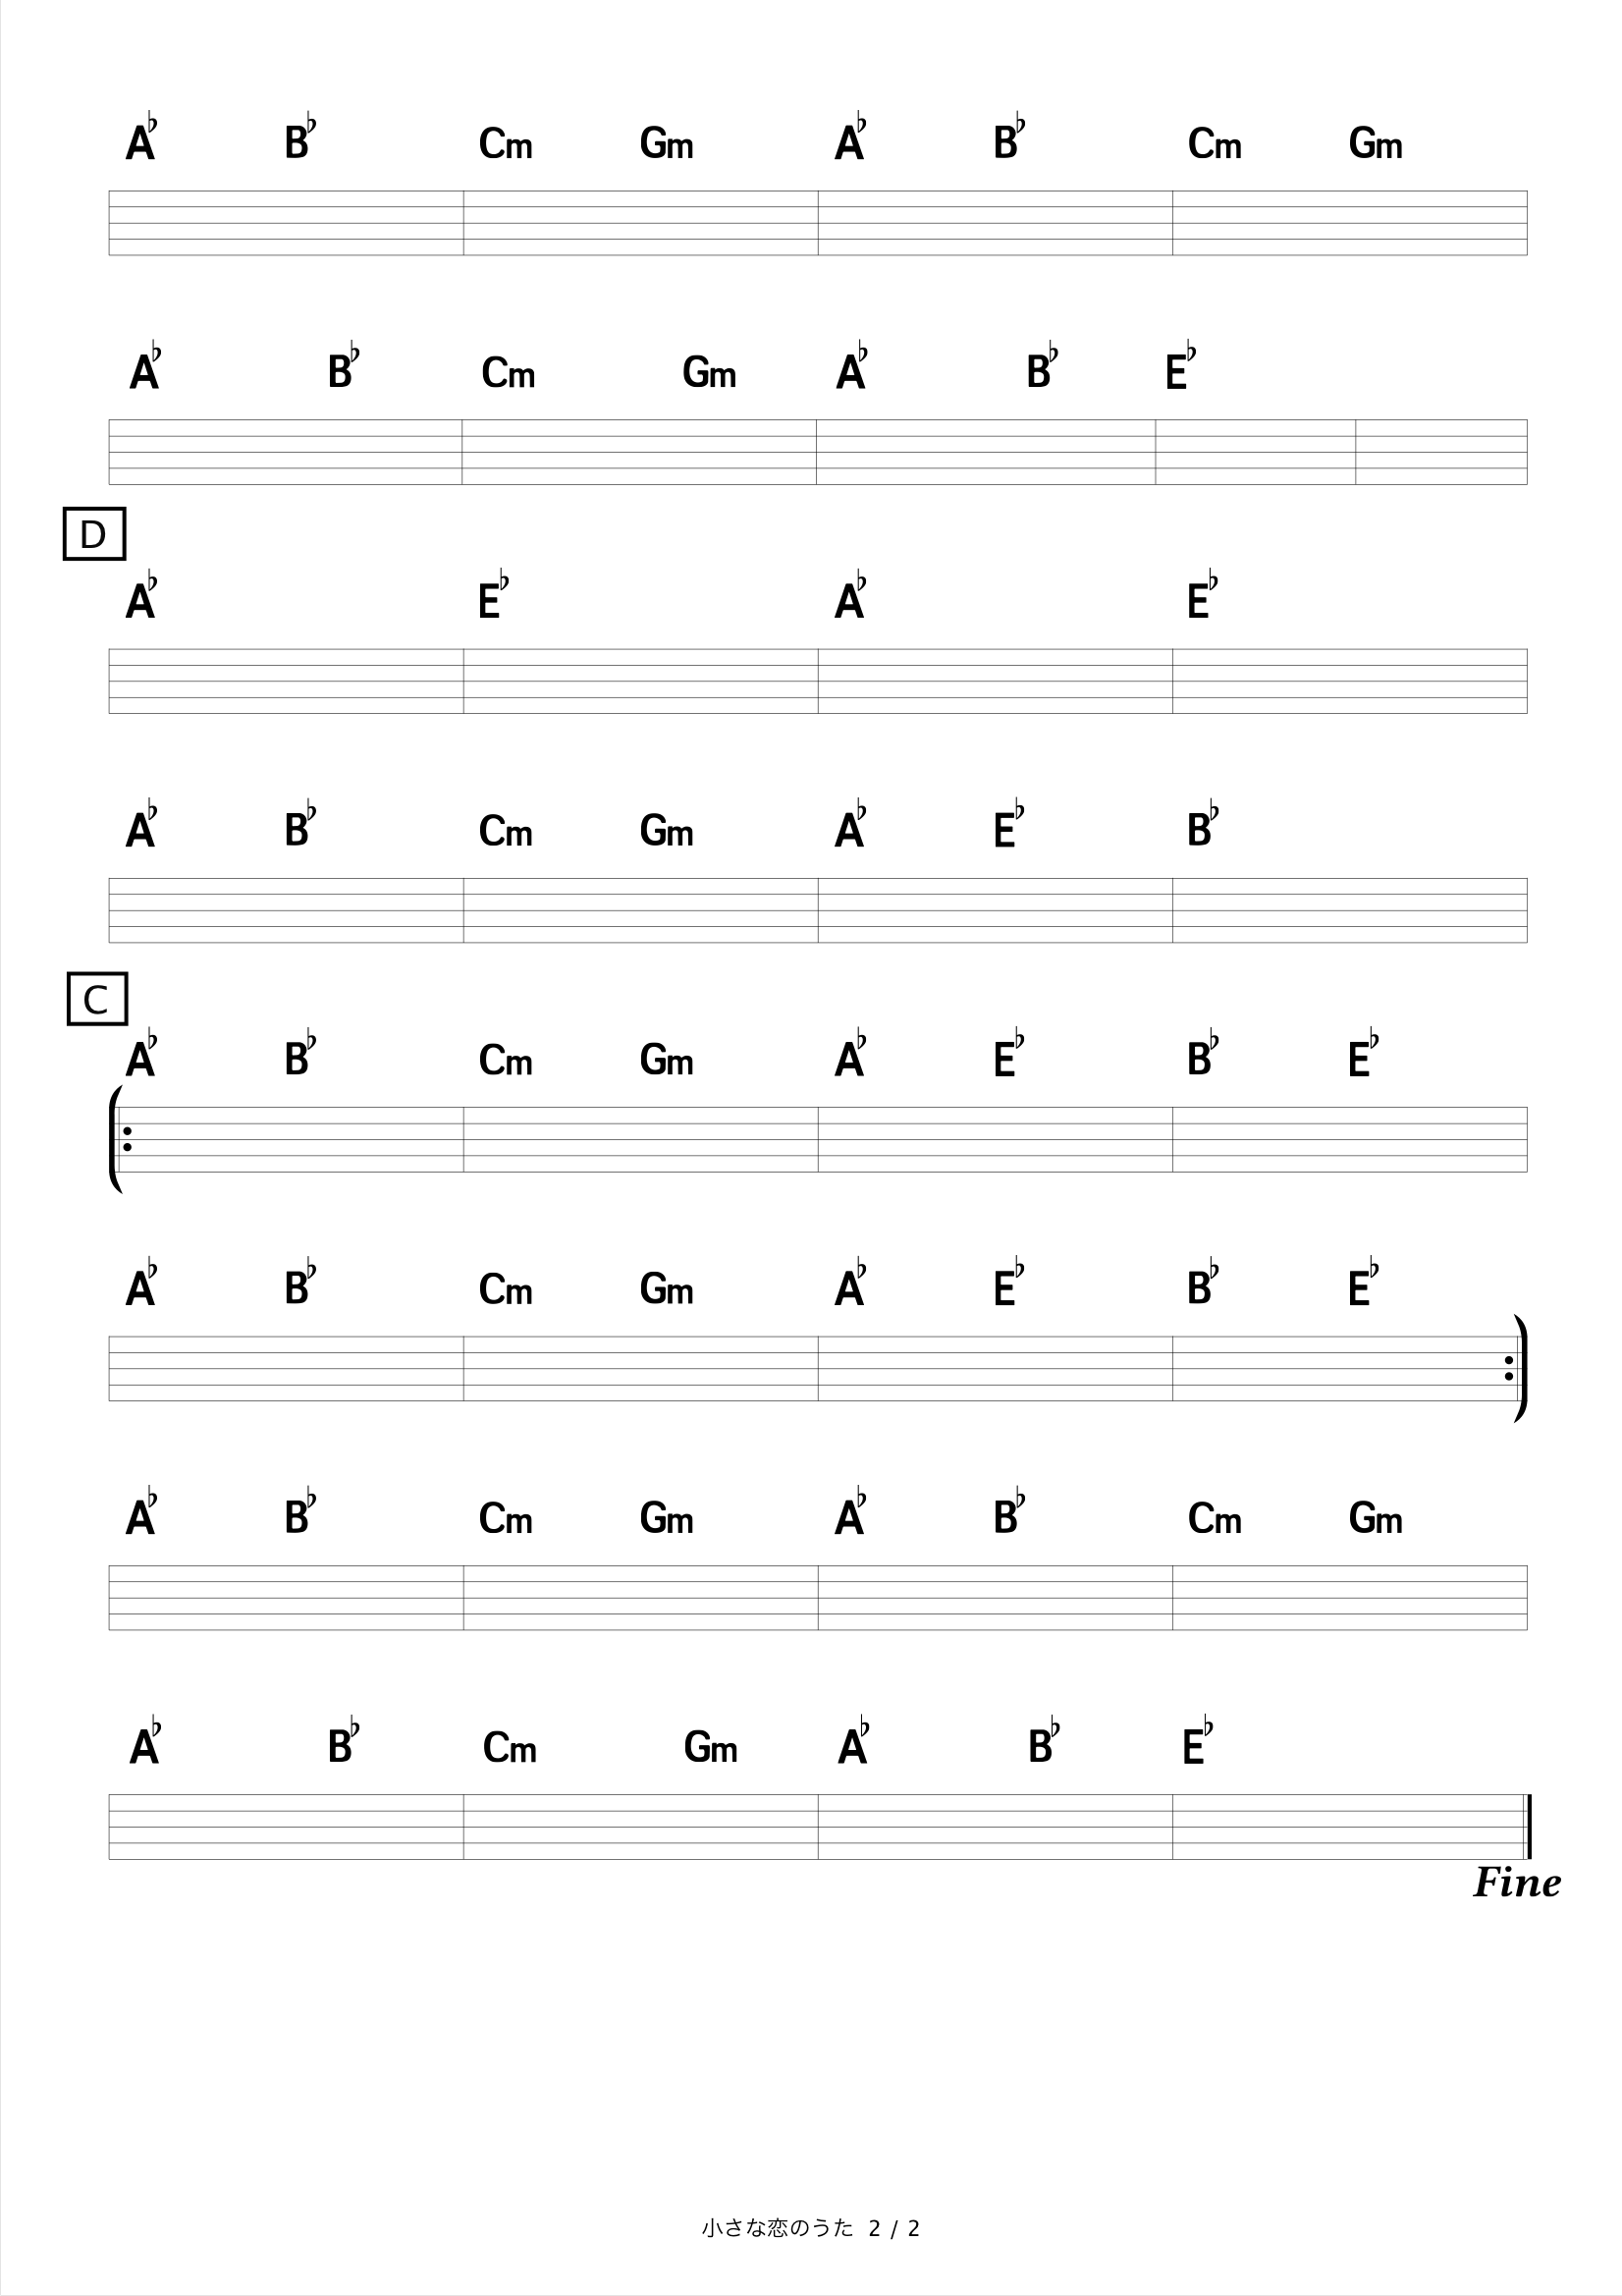 A♭ B♭ Cm Gm A♭ B♭ Cm Gm
A♭ B♭ Cm Gm A♭ B♭ E♭
D
A♭ E♭ A♭ E♭
A♭ B♭ Cm Gm A♭ E♭ B♭
C
A♭ B♭ Cm Gm A♭ E♭ B♭ E♭
A♭ B♭ Cm Gm A♭ E♭ B♭ E♭
A♭ B♭ Cm Gm A♭ B♭ Cm Gm
A♭ B♭ Cm Gm A♭ B♭ E♭
Fine
小さな恋のうた 2 / 2